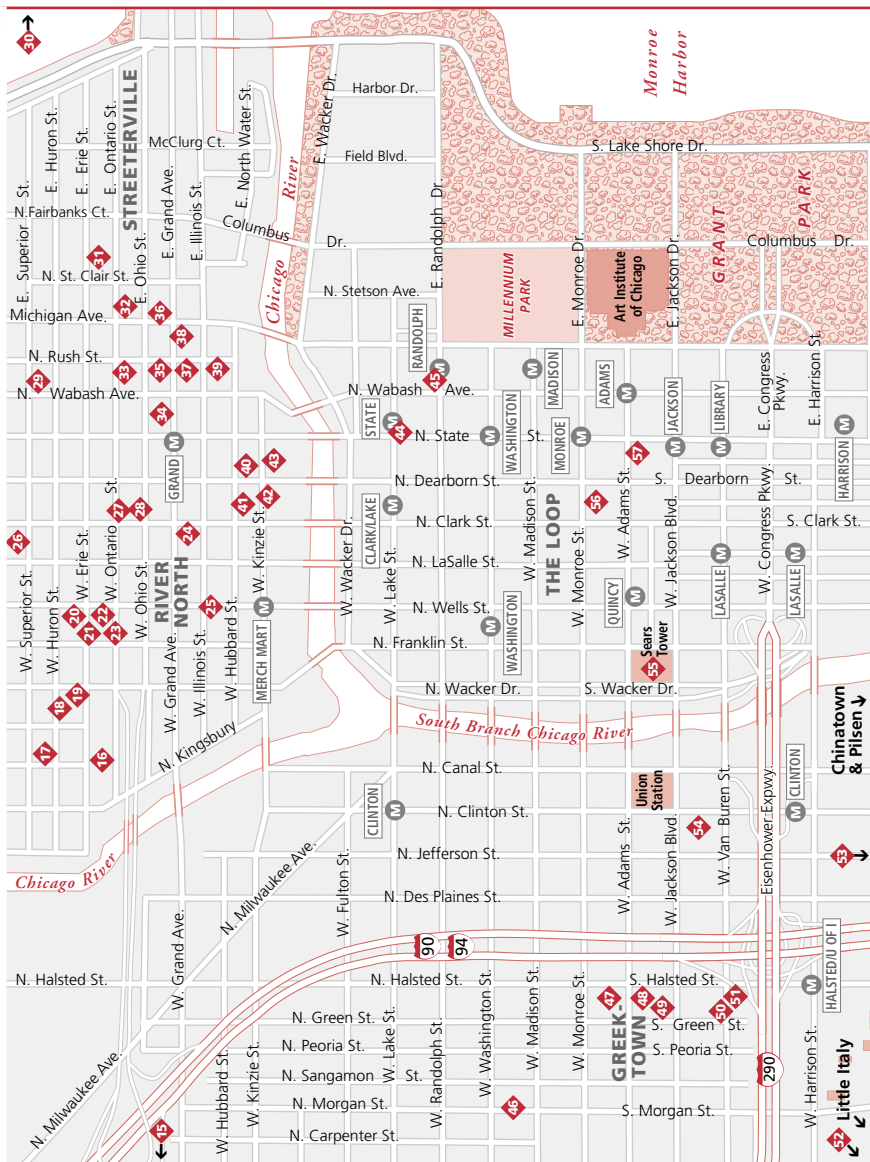 30
E. Superior St.
E. Huron St.
E. Erie St.
E. Ontario St.
STREETERVILLE
N.Fairbanks Ct.
McClurg Ct.
E. Grand Ave.
E. Illinois St.
E. North Water St.
Chicago River
E. Wacker Dr.
Harbor Dr.
Field Blvd.
Columbus Dr.
E. Randolph Dr.
Monroe
Harbor
S. Lake Shore Dr.
31
N. St. Clair St.
E. Ohio St.
32
36
Michigan Ave.
38
N. Rush St.
29
33
35
37
39
N. Wabash Ave.
34
N. Stetson Ave.
MILLENNIUM
PARK
E. Monroe Dr.
Art Institute
of Chicago
E. Jackson Dr.
GRANT
PARK
Columbus Dr.
RANDOLPH
M
45
N. Wabash Ave.
M
MADISON
ADAMS
M
E. Congress
Pkwy.
E. Harrison St.
STATE
M
44
N. State St.
M
WASHINGTON
MONROE
M
57
M
JACKSON
M
LIBRARY
M
HARRISON
M
GRAND
40
43
41
42
27
28
26
24
W. Superior St.
W. Huron St.
W. Erie St.
W. Ontario St.
W. Ohio St.
RIVER
NORTH
W. Grand Ave.
W. Illinois St.
W. Hubbard St.
W. Kinzie St.
20
21
22
23
25
M
MERCH MART
W. Wacker Dr.
CLARK/LAKE
M
W. Lake St.
N. Dearborn St.
N. Clark St.
N. LaSalle St.
N. Wells St.
N. Franklin St.
M
WASHINGTON
W. Madison St.
THE LOOP
W. Monroe St.
56
W. Adams St.
W. Jackson Blvd.
S. Dearborn St.
S. Clark St.
W. Congress Pkwy.
LASALLE
M
LASALLE
M
QUINCY
M
Sears
Tower
55
N. Wacker Dr.
S. Wacker Dr.
18
19
17
16
N. Kingsbury
South Branch Chicago River
Chicago River
N. Canal St.
CLINTON
M
N. Clinton St.
Union
Station
54
W. Van Buren St.
Eisenhower Expwy.
M
CLINTON
Chinatown
& Pilsen
53
N. Jefferson St.
N. Des Plaines St.
W. Adams St.
W. Jackson Blvd.
N. Milwaukee Ave.
W. Fulton St.
90
94
N. Halsted St.
W. Grand Ave.
N. Halsted St.
S. Halsted St.
M
HALSTED/U OF I
47
48
49
50
51
GREEK-
TOWN
N. Green St.
S. Green St.
N. Peoria St.
S. Peoria St.
N. Sangamon St.
N. Morgan St.
S. Morgan St.
N. Carpenter St.
N. Milwaukee Ave.
15
W. Hubbard St.
W. Kinzie St.
W. Lake St.
W. Randolph St.
W. Washington St.
W. Madison St.
W. Monroe St.
46
290
W. Harrison St.
52
Little Italy